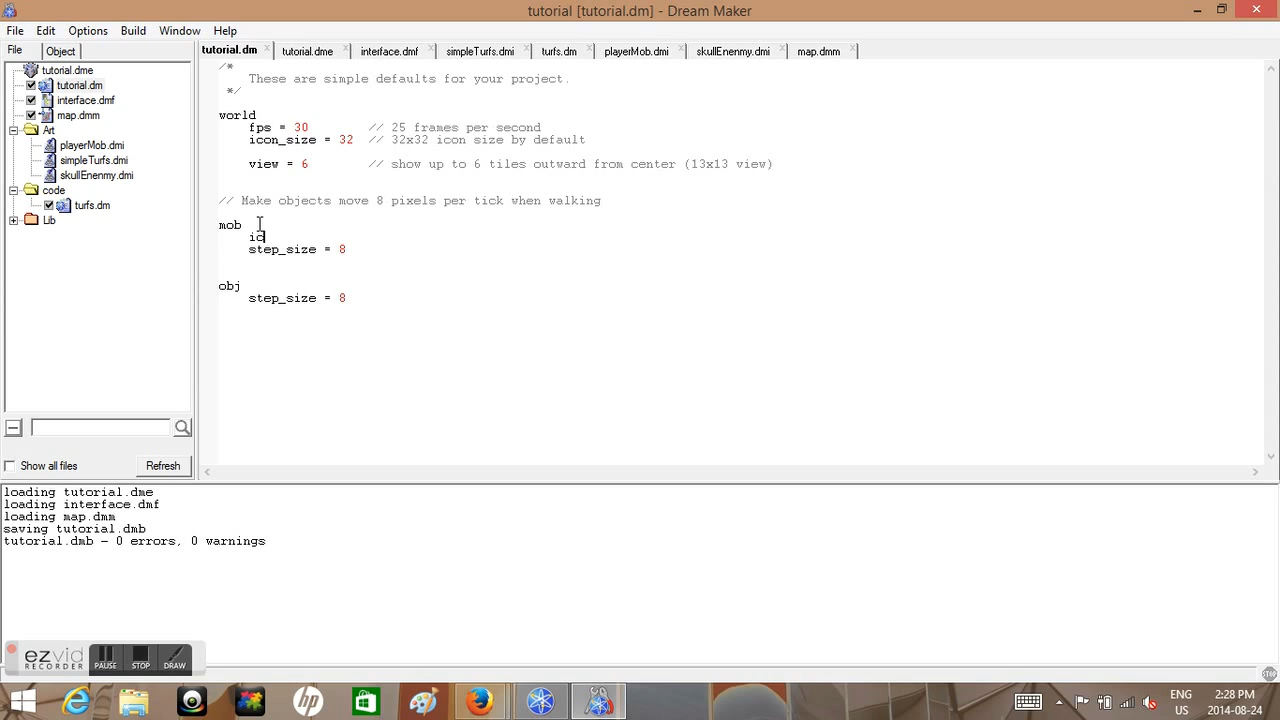 tutorial [tutorial.dm] - Dream Maker
File Edit Options Build Window Help
File Object
tutorial.dm tutorial.dme interface.dmf simpleTurfs.dmi turfs.dm playerMob.dmi skullEnenmy.dmi map.dmm
tutorial.dme
tutorial.dm
interface.dmf
map.dmm
Art
playerMob.dmi
simpleTurfs.dmi
skullEnenmy.dmi
code
turfs.dm
Lib
Show all files Refresh
/*
These are simple defaults for your project.
*/
world
fps = 30 // 25 frames per second
icon_size = 32 // 32x32 icon size by default
view = 6 // show up to 6 tiles outward from center (13x13 view)
// Make objects move 8 pixels per tick when walking
mob
ic
step_size = 8
obj
step_size = 8
loading tutorial.dme
loading interface.dmf
loading map.dmm
saving tutorial.dmb
tutorial.dmb - 0 errors, 0 warnings
ezvid
RECORDER
PAUSE STOP DRAW
hp
ENG
US
2:28 PM
2014-08-24